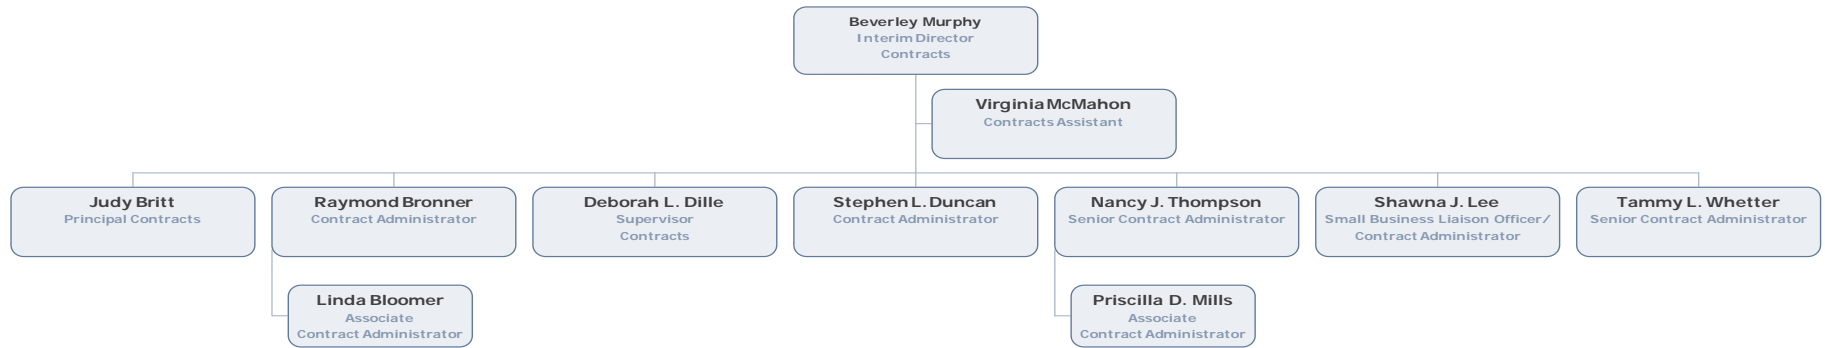 Beverley Murphy
Interim Director
Contracts
Virginia McMahon
Contracts Assistant
Judy Britt
Principal Contracts
Raymond Bronner
Contract Administrator
Deborah L. Dille
Supervisor
Contracts
Stephen L. Duncan
Contract Administrator
Nancy J. Thompson
Senior Contract Administrator
Shawna J. Lee
Small Business Liaison Officer/
Contract Administrator
Tammy L. Whetter
Senior Contract Administrator
Linda Bloomer
Associate
Contract Administrator
Priscilla D. Mills
Associate
Contract Administrator